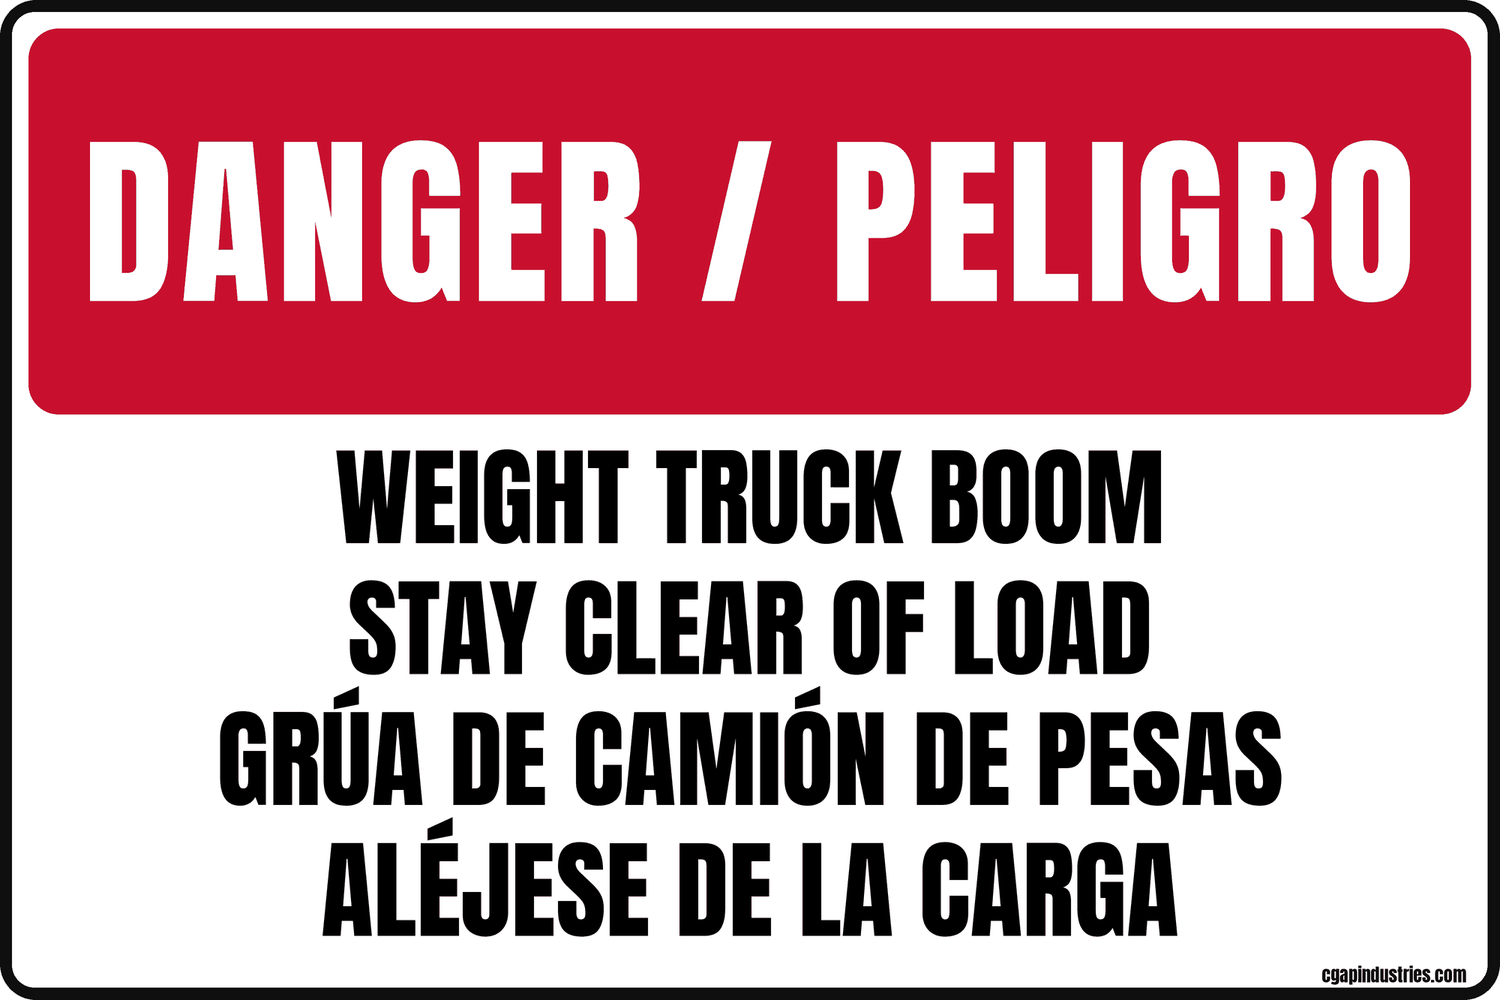 DANGER / PELIGRO
WEIGHT TRUCK BOOM
STAY CLEAR OF LOAD
GRÚA DE CAMIÓN DE PESAS
ALÉJESE DE LA CARGA
cgapindustries.com